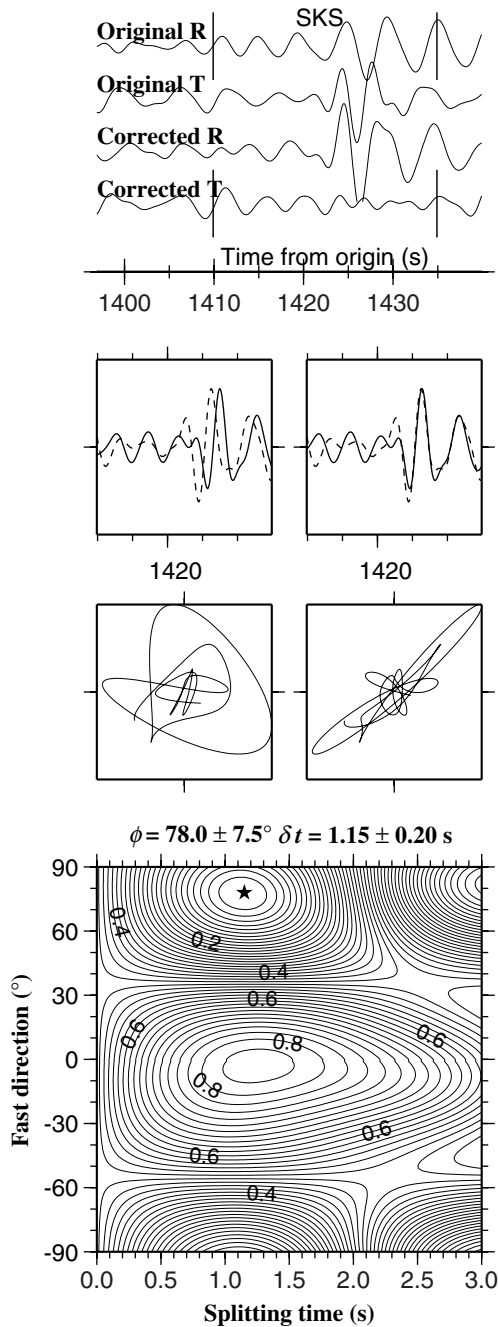 SKS
Original R
Original T
Corrected R
Corrected T
Time from origin (s)
1400 1410 1420 1430
1420 1420
ϕ = 78.0 ± 7.5° δt = 1.15 ± 0.20 s
90
60
30
0
-30
-60
-90
Fast direction (°)
0.4
0.2
0.4
0.6
0.6
0.6
0.8
0.8
0.6
0.6
0.4
0.0 0.5 1.0 1.5 2.0 2.5 3.0
Splitting time (s)